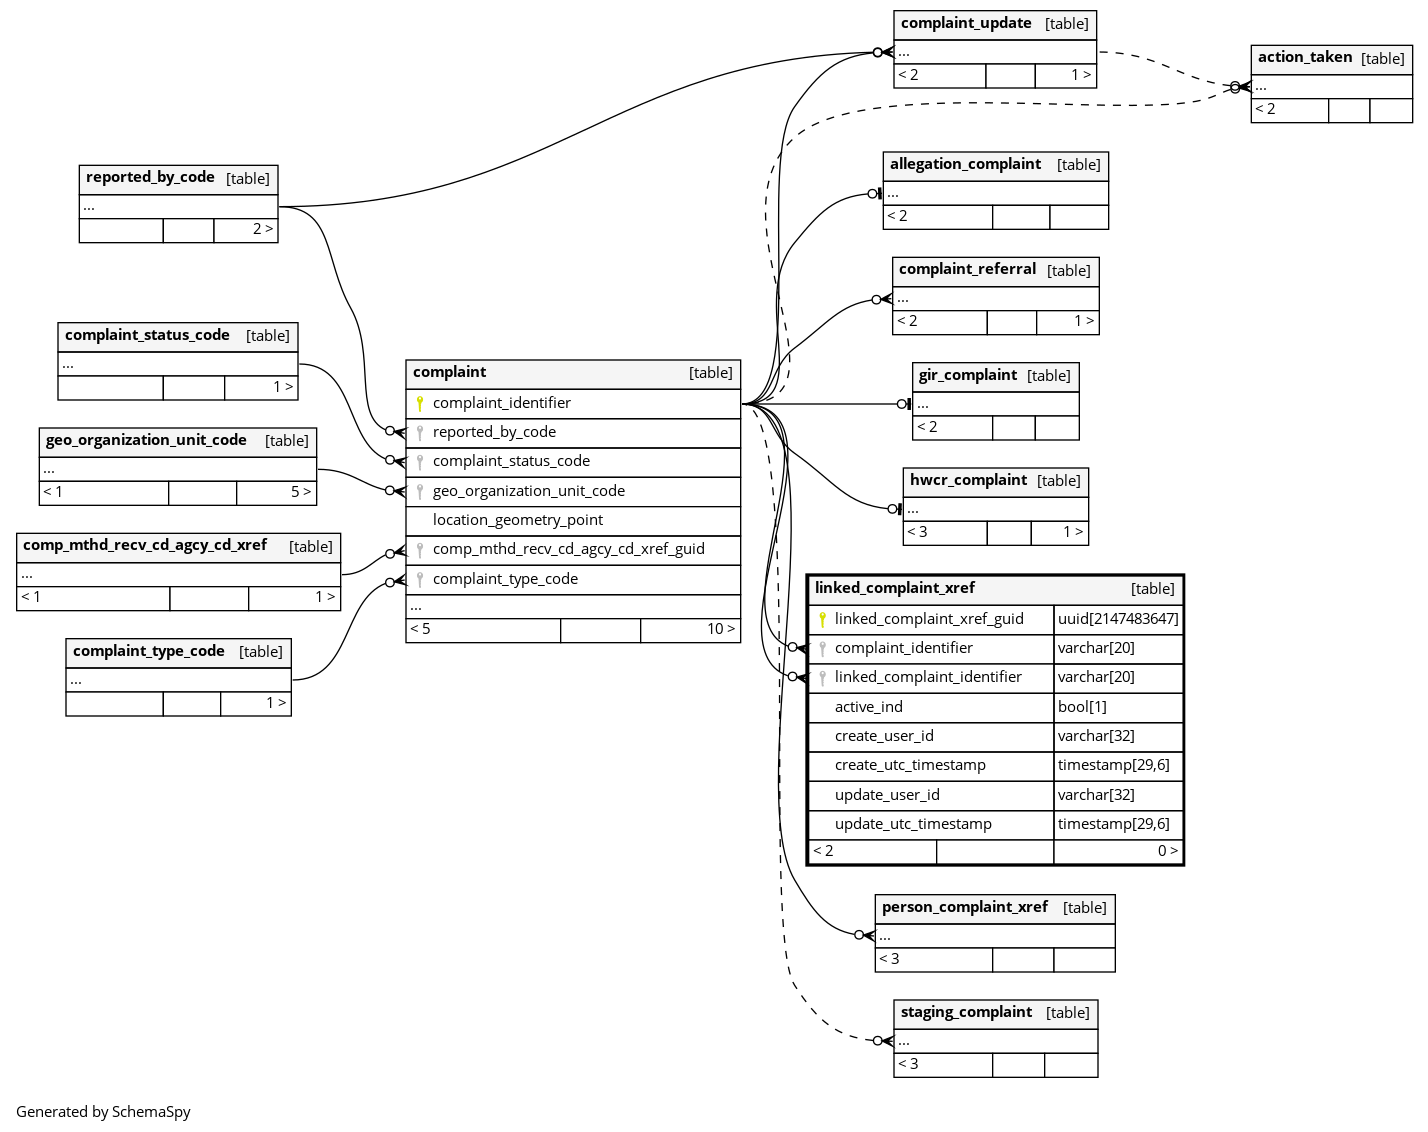 complaint_update [table]
...
< 2 1 >
action_taken [table]
...
< 2
allegation_complaint [table]
...
< 2
reported_by_code [table]
...
2 >
complaint_referral [table]
...
< 2 1 >
complaint_status_code [table]
...
1 >
geo_organization_unit_code [table]
...
< 1 5 >
comp_mthd_recv_cd_agcy_cd_xref [table]
...
< 1 1 >
complaint_type_code [table]
...
1 >
complaint [table]
complaint_identifier
reported_by_code
complaint_status_code
geo_organization_unit_code
location_geometry_point
comp_mthd_recv_cd_agcy_cd_xref_guid
complaint_type_code
...
< 5 10 >
gir_complaint [table]
...
< 2
hwcr_complaint [table]
...
< 3 1 >
linked_complaint_xref [table]
linked_complaint_xref_guid uuid[2147483647]
complaint_identifier varchar[20]
linked_complaint_identifier varchar[20]
active_ind bool[1]
create_user_id varchar[32]
create_utc_timestamp timestamp[29,6]
update_user_id varchar[32]
update_utc_timestamp timestamp[29,6]
< 2 0 >
person_complaint_xref [table]
...
< 3
staging_complaint [table]
...
< 3
Generated by SchemaSpy